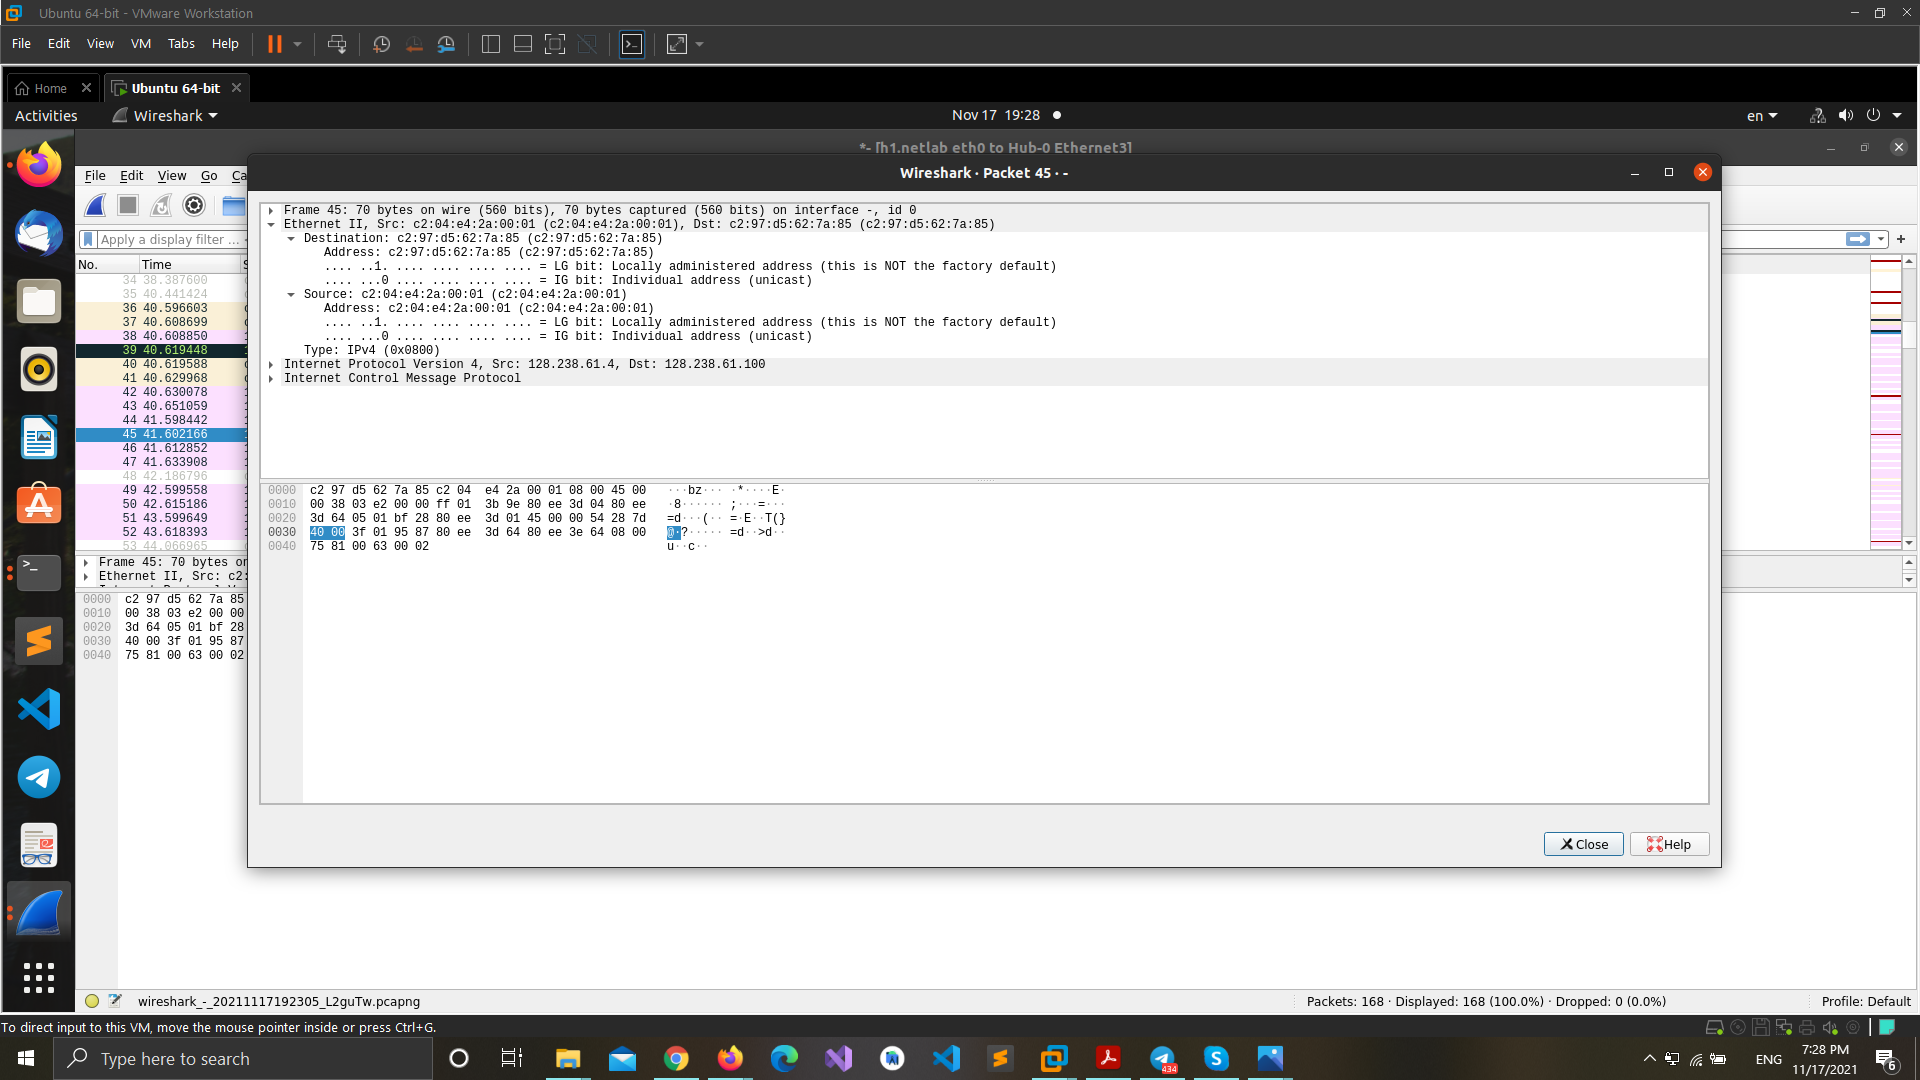 Ubuntu 64-bit - VMware Workstation
File Edit View VM Tabs Help
Home Ubuntu 64-bit
Activities Wireshark Nov 17 19:28 en
*- [h1.netlab eth0 to Hub-0 Ethernet3]
Wireshark · Packet 45 · -
File Edit View Go Ca
Apply a display filter ...
No. Time
34 38.387600
35 40.441424
36 40.596603
37 40.608699
38 40.608850
39 40.619448
40 40.619588
41 40.629968
42 40.630078
43 40.651059
44 41.598442
45 41.602166
46 41.612852
47 41.633908
48 42.186796
49 42.599558
50 42.615186
51 43.599649
52 43.618393
53 44.066965
Frame 45: 70 bytes on wire (560 bits), 70 bytes captured (560 bits) on interface -, id 0
Ethernet II, Src: c2:04:e4:2a:00:01 (c2:04:e4:2a:00:01), Dst: c2:97:d5:62:7a:85 (c2:97:d5:62:7a:85)
Destination: c2:97:d5:62:7a:85 (c2:97:d5:62:7a:85)
Address: c2:97:d5:62:7a:85 (c2:97:d5:62:7a:85)
.... ..1. .... .... .... .... = LG bit: Locally administered address (this is NOT the factory default)
.... ...0 .... .... .... .... = IG bit: Individual address (unicast)
Source: c2:04:e4:2a:00:01 (c2:04:e4:2a:00:01)
Address: c2:04:e4:2a:00:01 (c2:04:e4:2a:00:01)
.... ..1. .... .... .... .... = LG bit: Locally administered address (this is NOT the factory default)
.... ...0 .... .... .... .... = IG bit: Individual address (unicast)
Type: IPv4 (0x0800)
Internet Protocol Version 4, Src: 128.238.61.4, Dst: 128.238.61.100
Internet Control Message Protocol
0000 c2 97 d5 62 7a 85 c2 04 e4 2a 00 01 08 00 45 00 ···bz··· ·*····E·
0010 00 38 03 e2 00 00 ff 01 3b 9e 80 ee 3d 04 80 ee ·8······ ;···=···
0020 3d 64 05 01 bf 28 80 ee 3d 01 45 00 00 54 28 7d =d···(·· =·E··T(}
0030 40 00 3f 01 95 87 80 ee 3d 64 80 ee 3e 64 08 00 @·?····· =d··>d··
0040 75 81 00 63 00 02 u··c··
Frame 45: 70 bytes on
Ethernet II, Src: c2:
0000 c2 97 d5 62 7a 85
0010 00 38 03 e2 00 00
0020 3d 64 05 01 bf 28
0030 40 00 3f 01 95 87
0040 75 81 00 63 00 02
Close Help
wireshark_-_20211117192305_L2guTw.pcapng Packets: 168 · Displayed: 168 (100.0%) · Dropped: 0 (0.0%) Profile: Default
To direct input to this VM, move the mouse pointer inside or press Ctrl+G.
Type here to search 434 ENG 7:28 PM
11/17/2021 6